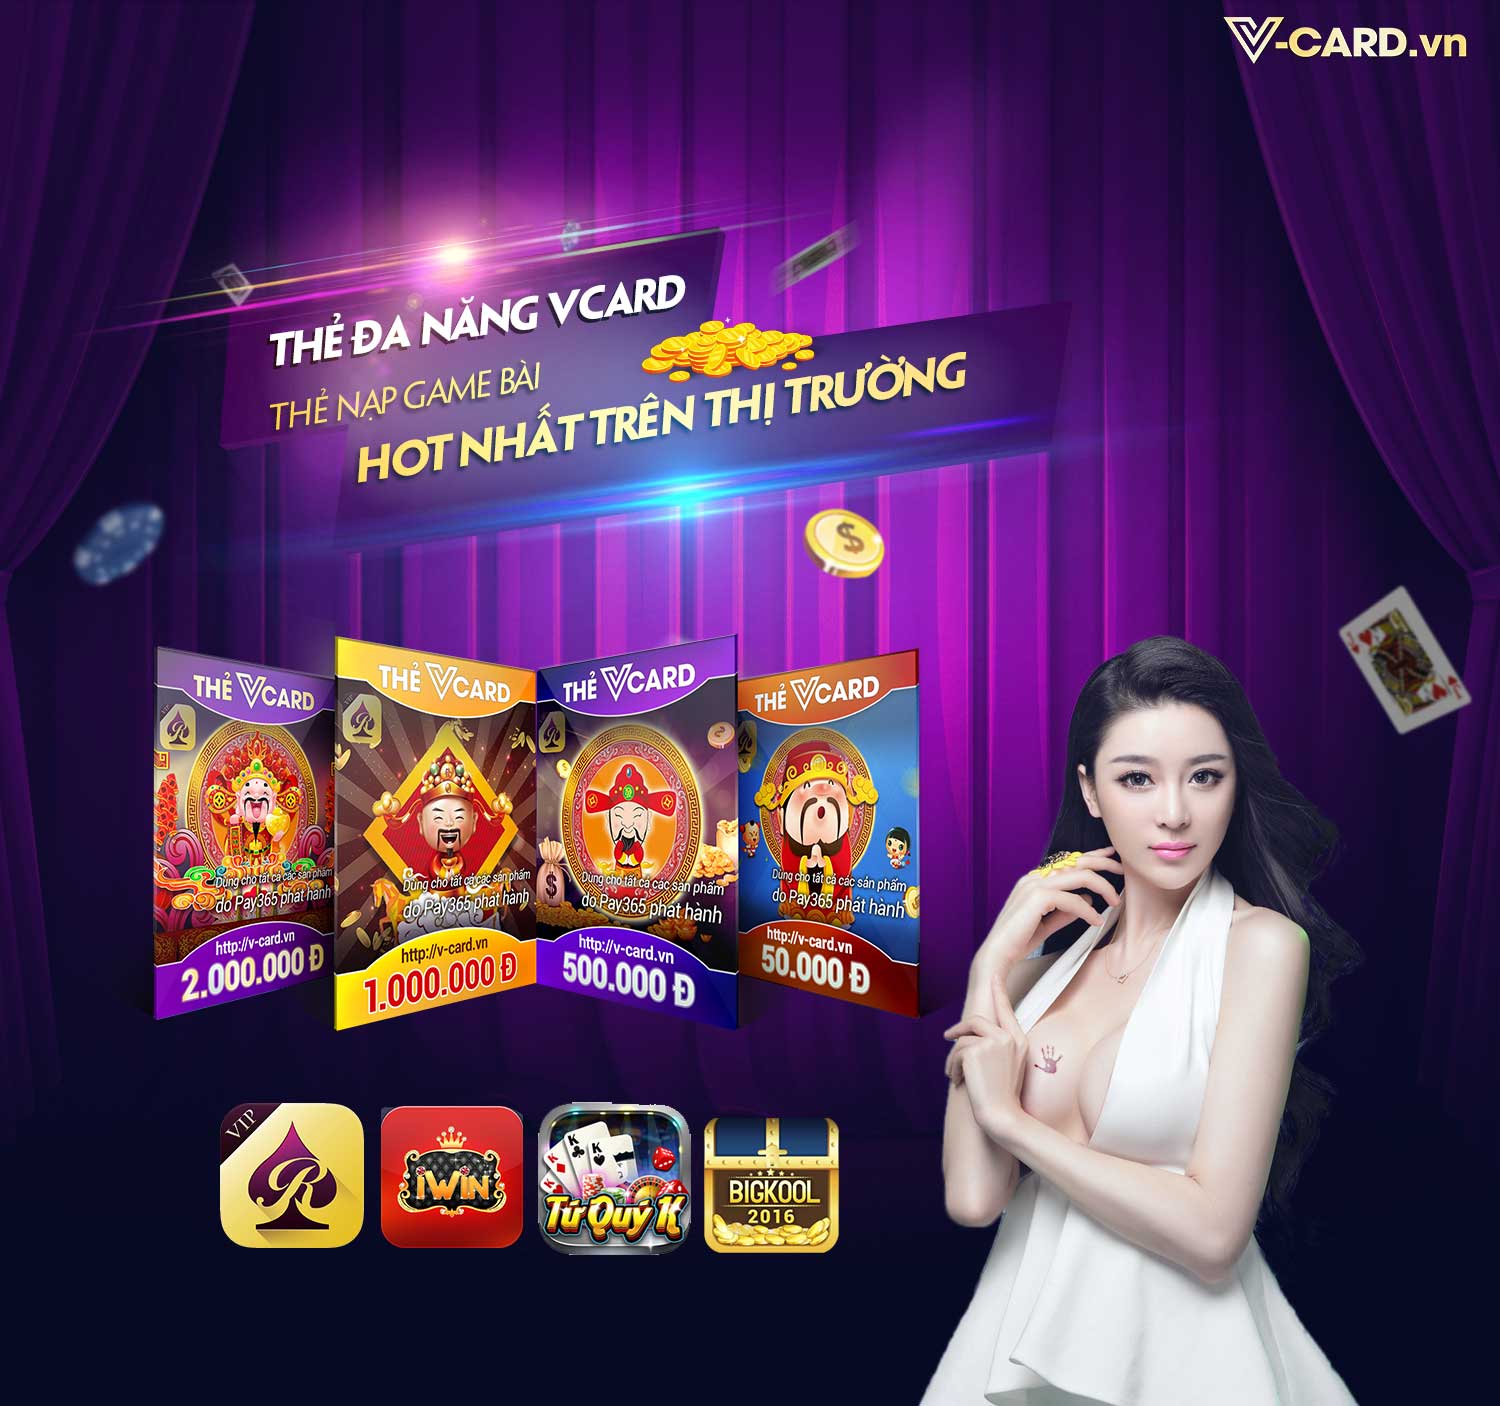 V-CARD.vn
THẺ ĐA NĂNG VCARD
THẺ NẠP GAME BÀI
HOT NHẤT TRÊN THỊ TRƯỜNG
THẺ VCARD
VIP
R
Dùng cho tất cả các sản phẩm
do Pay365 phát hành
http://v-card.vn
2.000.000 Đ
THẺ VCARD
VIP
R
Dùng cho tất cả các sản phẩm
do Pay365 phát hành
http://v-card.vn
1.000.000 Đ
THẺ VCARD
Dùng cho tất cả các sản phẩm
do Pay365 phát hành
http://v-card.vn
500.000 Đ
THẺ VCARD
Dùng cho tất cả các sản phẩm
do Pay365 phát hành
http://v-card.vn
50.000 Đ
VIP
R
iWIN
K K K
Tứ Quý K
BIGKOOL
2016